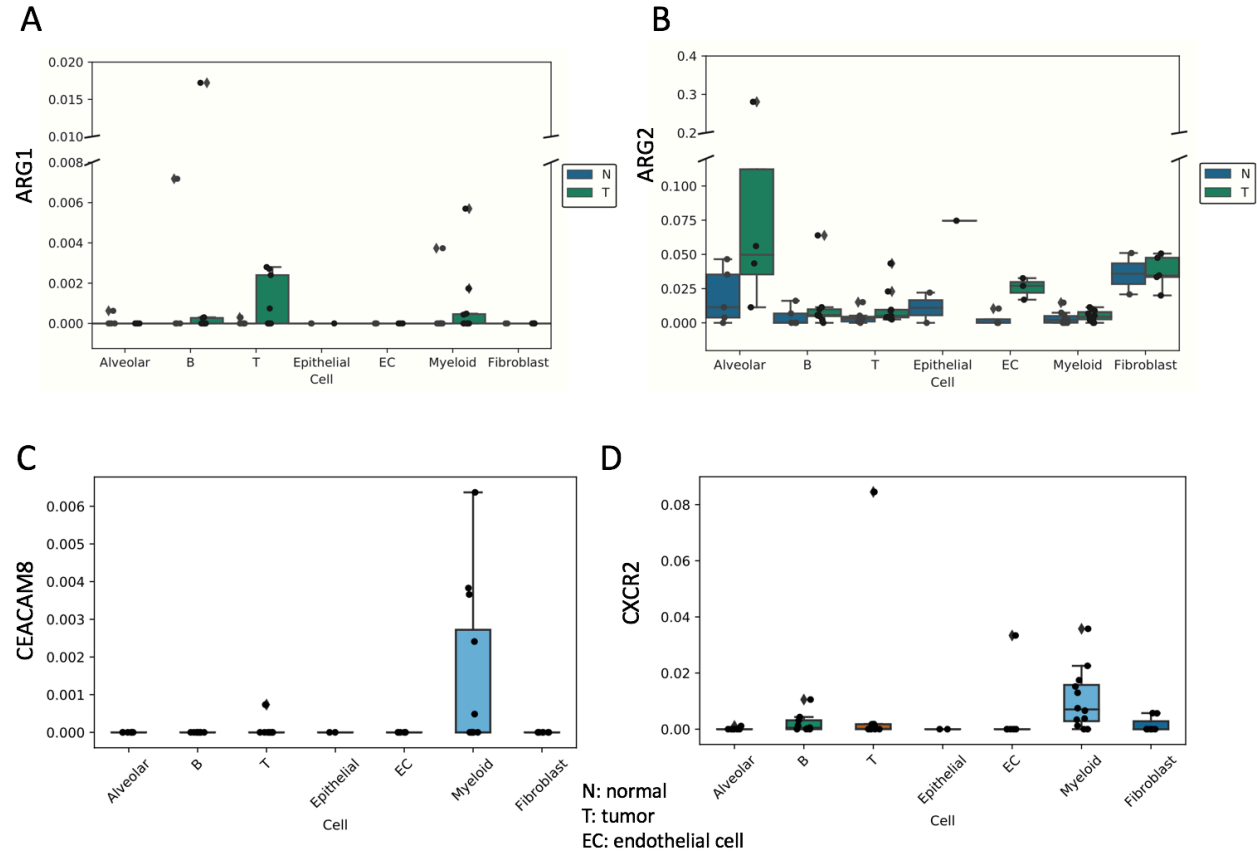 A
0.020
0.015
0.010
0.008
0.006
0.004
0.002
0.000
ARG1
Alveolar B T Epithelial EC Myeloid Fibroblast
Cell
N
T
B
0.4
0.3
0.2
0.100
0.075
0.050
0.025
0.000
ARG2
Alveolar B T Epithelial EC Myeloid Fibroblast
Cell
N
T
C
0.006
0.005
0.004
0.003
0.002
0.001
0.000
CEACAM8
Alveolar B T Epithelial EC Myeloid Fibroblast
Cell
D
0.08
0.06
0.04
0.02
0.00
CXCR2
Alveolar B T Epithelial EC Myeloid Fibroblast
Cell
N: normal
T: tumor
EC: endothelial cell